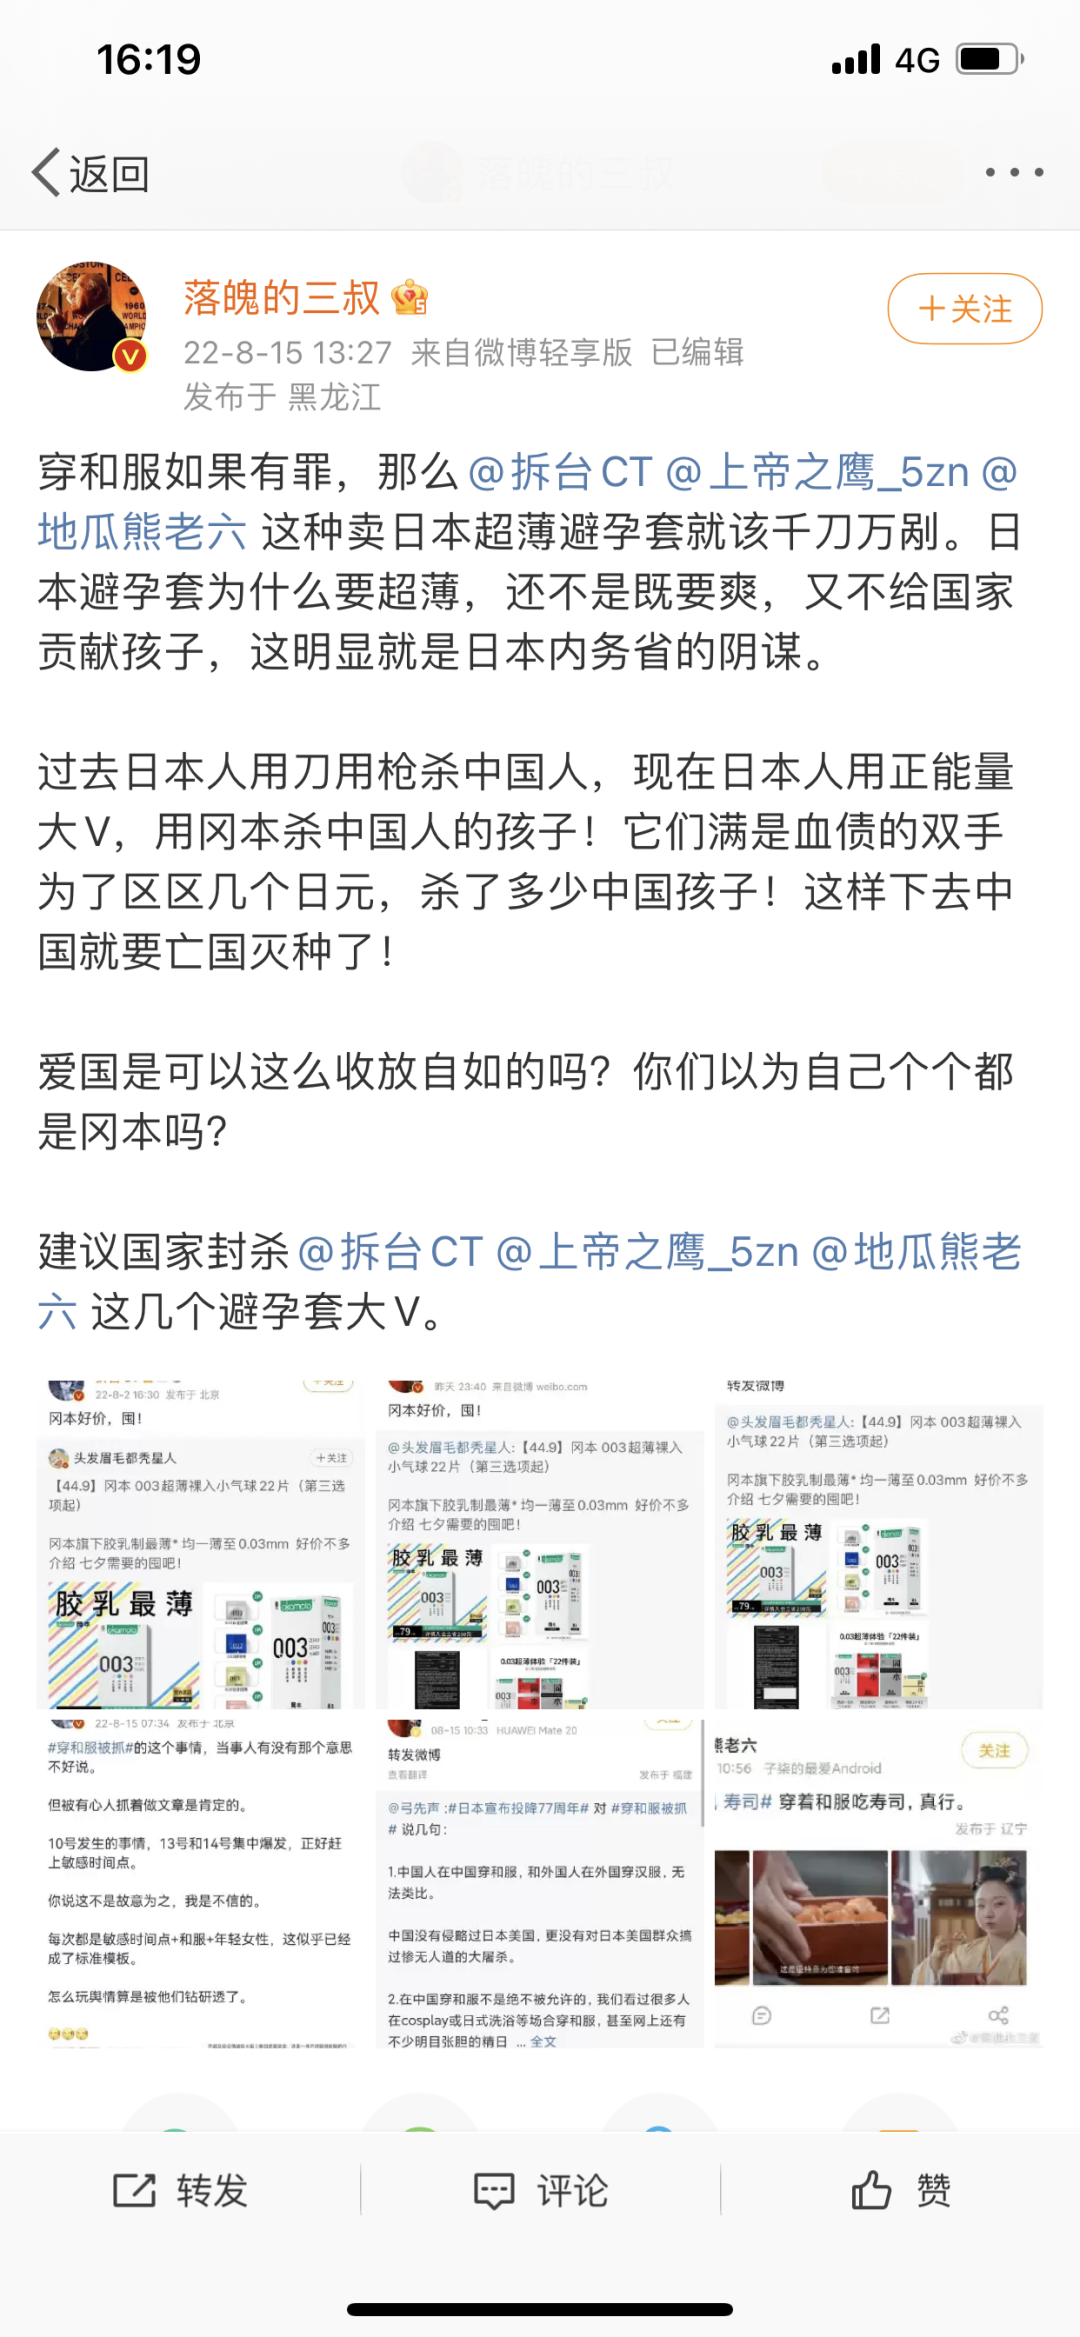 16:19
4G
返回
落魄的三叔
落魄的三叔
+关注
22-8-15 13:27 来自微博轻享版 已编辑
发布于 黑龙江
穿和服如果有罪，那么@拆台CT @上帝之鹰_5zn @
地瓜熊老六 这种卖日本超薄避孕套就该千刀万剐。日
本避孕套为什么要超薄，还不是既要爽，又不给国家
贡献孩子，这明显就是日本内务省的阴谋。
过去日本人用刀用枪杀中国人，现在日本人用正能量
大V，用冈本杀中国人的孩子！它们满是血债的双手
为了区区几个日元，杀了多少中国孩子！这样下去中
国就要亡国灭种了！
爱国是可以这么收放自如的吗？你们以为自己个个都
是冈本吗？
建议国家封杀@拆台CT @上帝之鹰_5zn @地瓜熊老
六 这几个避孕套大V。
22-8-2 16:30 发布于 北京
+关注
冈本好价，囤！
头发眉毛都秃星人
+关注
【44.9】冈本 003超薄裸入小气球22片（第三选
项起）
冈本旗下胶乳制最薄* 均一薄至0.03mm 好价不多
介绍 七夕需要的囤吧！
胶乳最薄
okamoto
003
okamoto
003
003
昨天 23:40 来自微博 weibo.com
冈本好价，囤！
@头发眉毛都秃星人:【44.9】冈本 003超薄裸入
小气球22片（第三选项起）
冈本旗下胶乳制最薄* 均一薄至0.03mm 好价不多
介绍 七夕需要的囤吧！
胶乳最薄
003
003
79
0.03超薄体验「22件装」
003
转发微博
@头发眉毛都秃星人:【44.9】冈本 003超薄裸入
小气球22片（第三选项起）
冈本旗下胶乳制最薄* 均一薄至0.03mm 好价不多
介绍 七夕需要的囤吧！
胶乳最薄
003
003
79
0.03超薄体验「22件装」
003
22-8-15 07:34 发布于 北京
#穿和服被抓#的这个事情，当事人有没有那个意思
不好说。
但被有心人抓着做文章是肯定的。
10号发生的事情，13号和14号集中爆发，正好赶
上敏感时间点。
你说这不是故意为之，我是不信的。
每次都是敏感时间点+和服+年轻女性，这似乎已经
成了标准模板。
怎么玩舆情算是被他们钻研透了。
08-15 10:33 HUAWEI Mate 20
转发微博
查看翻译
发布于 福建
@弓先声 :#日本宣布投降77周年# 对 #穿和服被抓
# 说几句：
1.中国人在中国穿和服，和外国人在外国穿汉服，无
法类比。
中国没有侵略过日本美国，更没有对日本美国群众搞
过惨无人道的大屠杀。
2.在中国穿和服不是绝不被允许的，我们看过很多人
在cosplay或日式洗浴等场合穿和服，甚至网上还有
不少明目张胆的精日 ... 全文
熊老六
关注
10:56 子柒的最爱Android
寿司# 穿着和服吃寿司，真行。
发布于 辽宁
转发
评论
赞